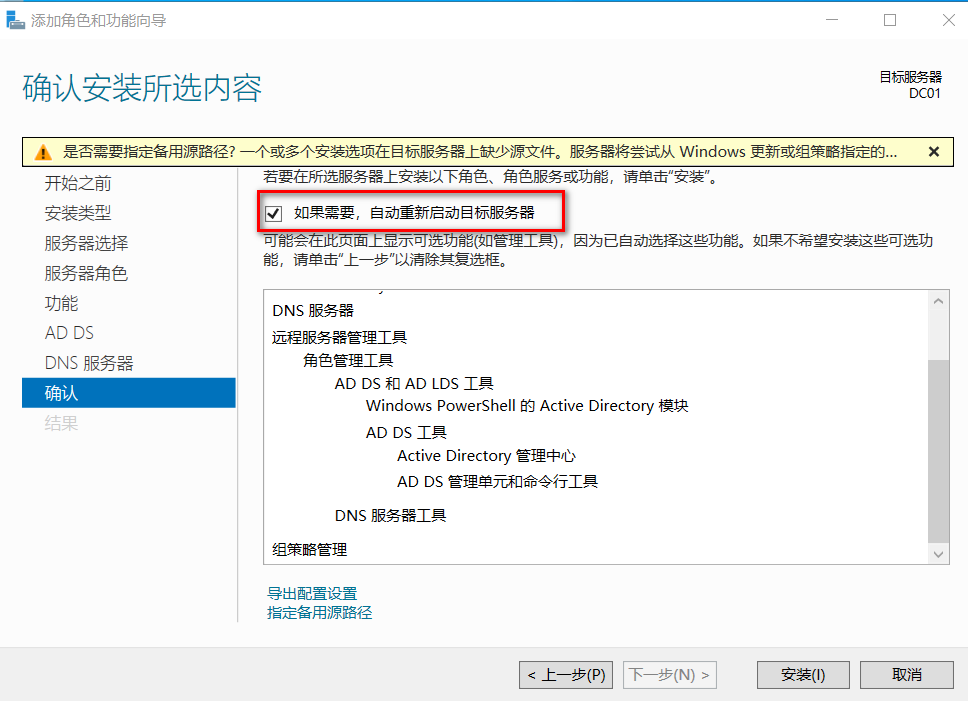 添加角色和功能向导
确认安装所选内容
目标服务器
DC01
是否需要指定备用源路径? 一个或多个安装选项在目标服务器上缺少源文件。服务器将尝试从 Windows 更新或组策略指定的...
开始之前
安装类型
服务器选择
服务器角色
功能
AD DS
DNS 服务器
确认
结果
若要在所选服务器上安装以下角色、角色服务或功能，请单击“安装”。
如果需要，自动重新启动目标服务器
可能会在此页面上显示可选功能(如管理工具)，因为已自动选择这些功能。如果不希望安装这些可选功
能，请单击“上一步”以清除其复选框。
DNS 服务器
远程服务器管理工具
角色管理工具
AD DS 和 AD LDS 工具
Windows PowerShell 的 Active Directory 模块
AD DS 工具
Active Directory 管理中心
AD DS 管理单元和命令行工具
DNS 服务器工具
组策略管理
导出配置设置
指定备用源路径
< 上一步(P)
下一步(N) >
安装(I)
取消